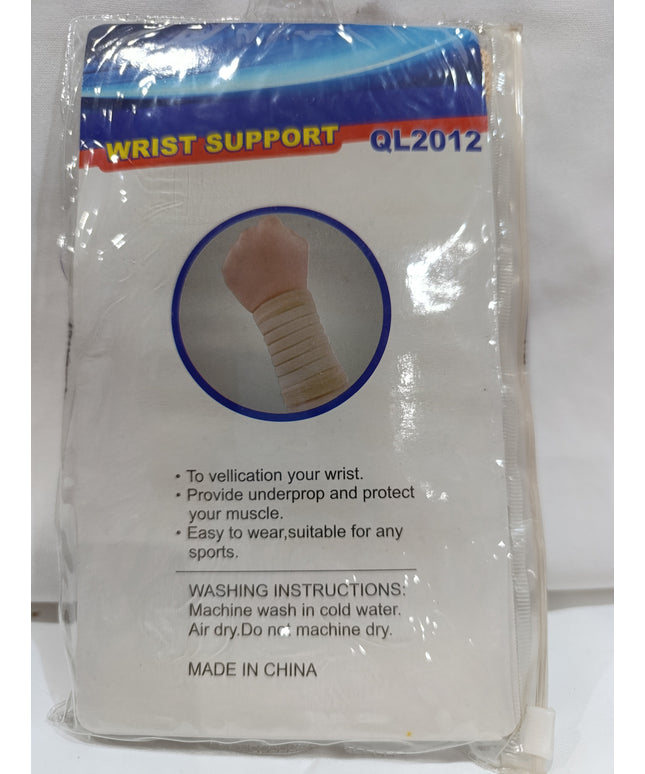 WRIST SUPPORT QL2012
• To vellication your wrist.
• Provide underprop and protect
your muscle.
• Easy to wear,suitable for any
sports.
WASHING INSTRUCTIONS:
Machine wash in cold water.
Air dry.Do not machine dry.
MADE IN CHINA